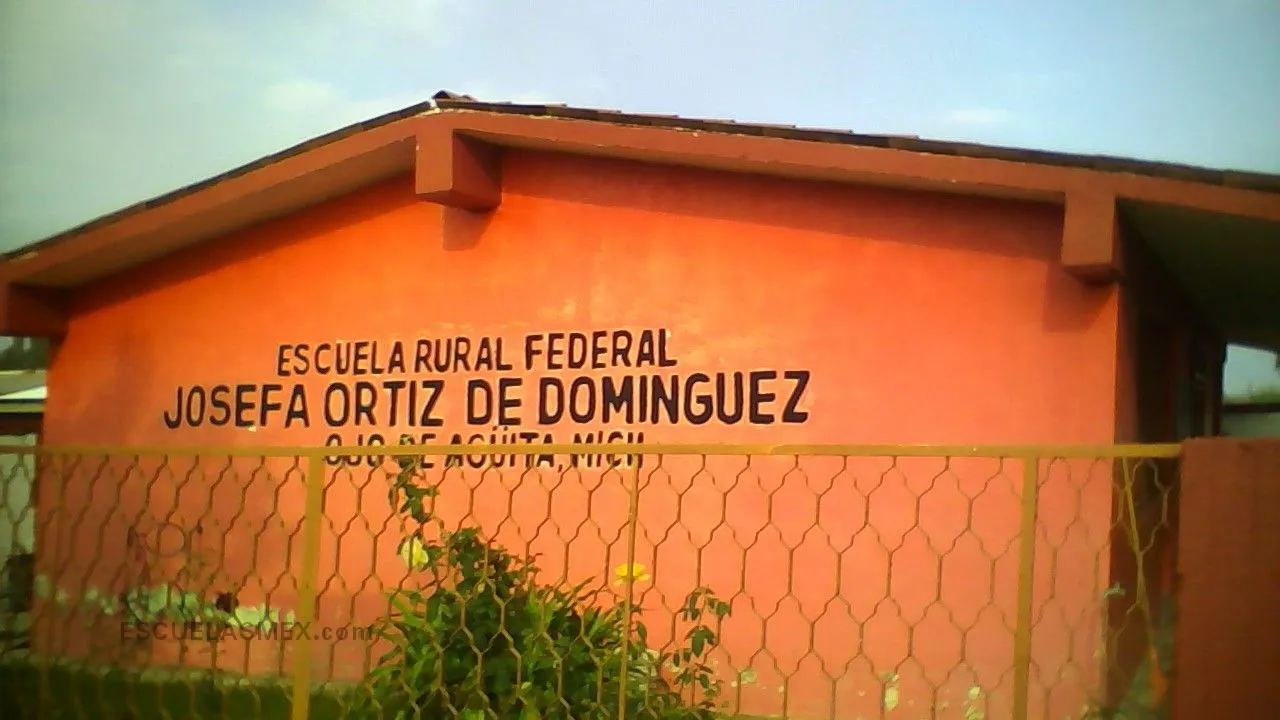 ESCUELA RURAL FEDERAL
JOSEFA ORTIZ DE DOMINGUEZ
OJO DE AGÜITA, MICH
ESCUELASMEX.com